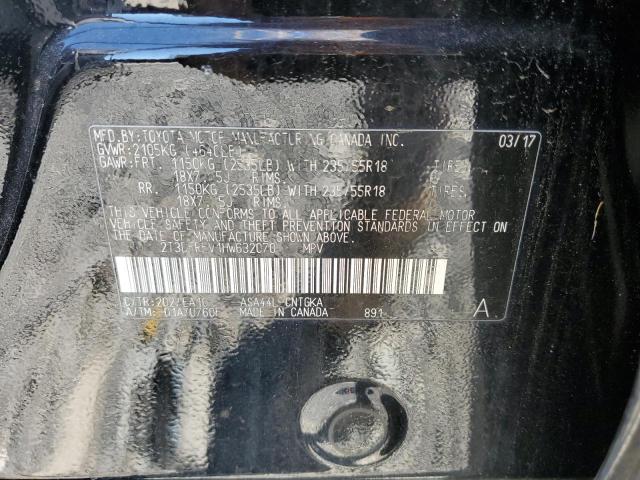 MFD. BY: TOYOTA MOTOR MANUFACTURING CANADA INC. 03/17
GVWR: 2105KG
GAWR: FRT. 1150KG (2535LB) WITH 235/55R18 TIRES,
18X7.5J RIMS,
RR. 1150KG (2535LB) WITH 235/55R18 TIRES,
18X7.5J RIMS,
THIS VEHICLE CONFORMS TO ALL APPLICABLE FEDERAL MOTOR
VEHICLE SAFETY AND THEFT PREVENTION STANDARDS IN EFFECT ON
THE DATE OF MANUFACTURE SHOWN ABOVE.
MPV
C/TR: ASA44L-CNTGKA
A/TM: MADE IN CANADA 891 A